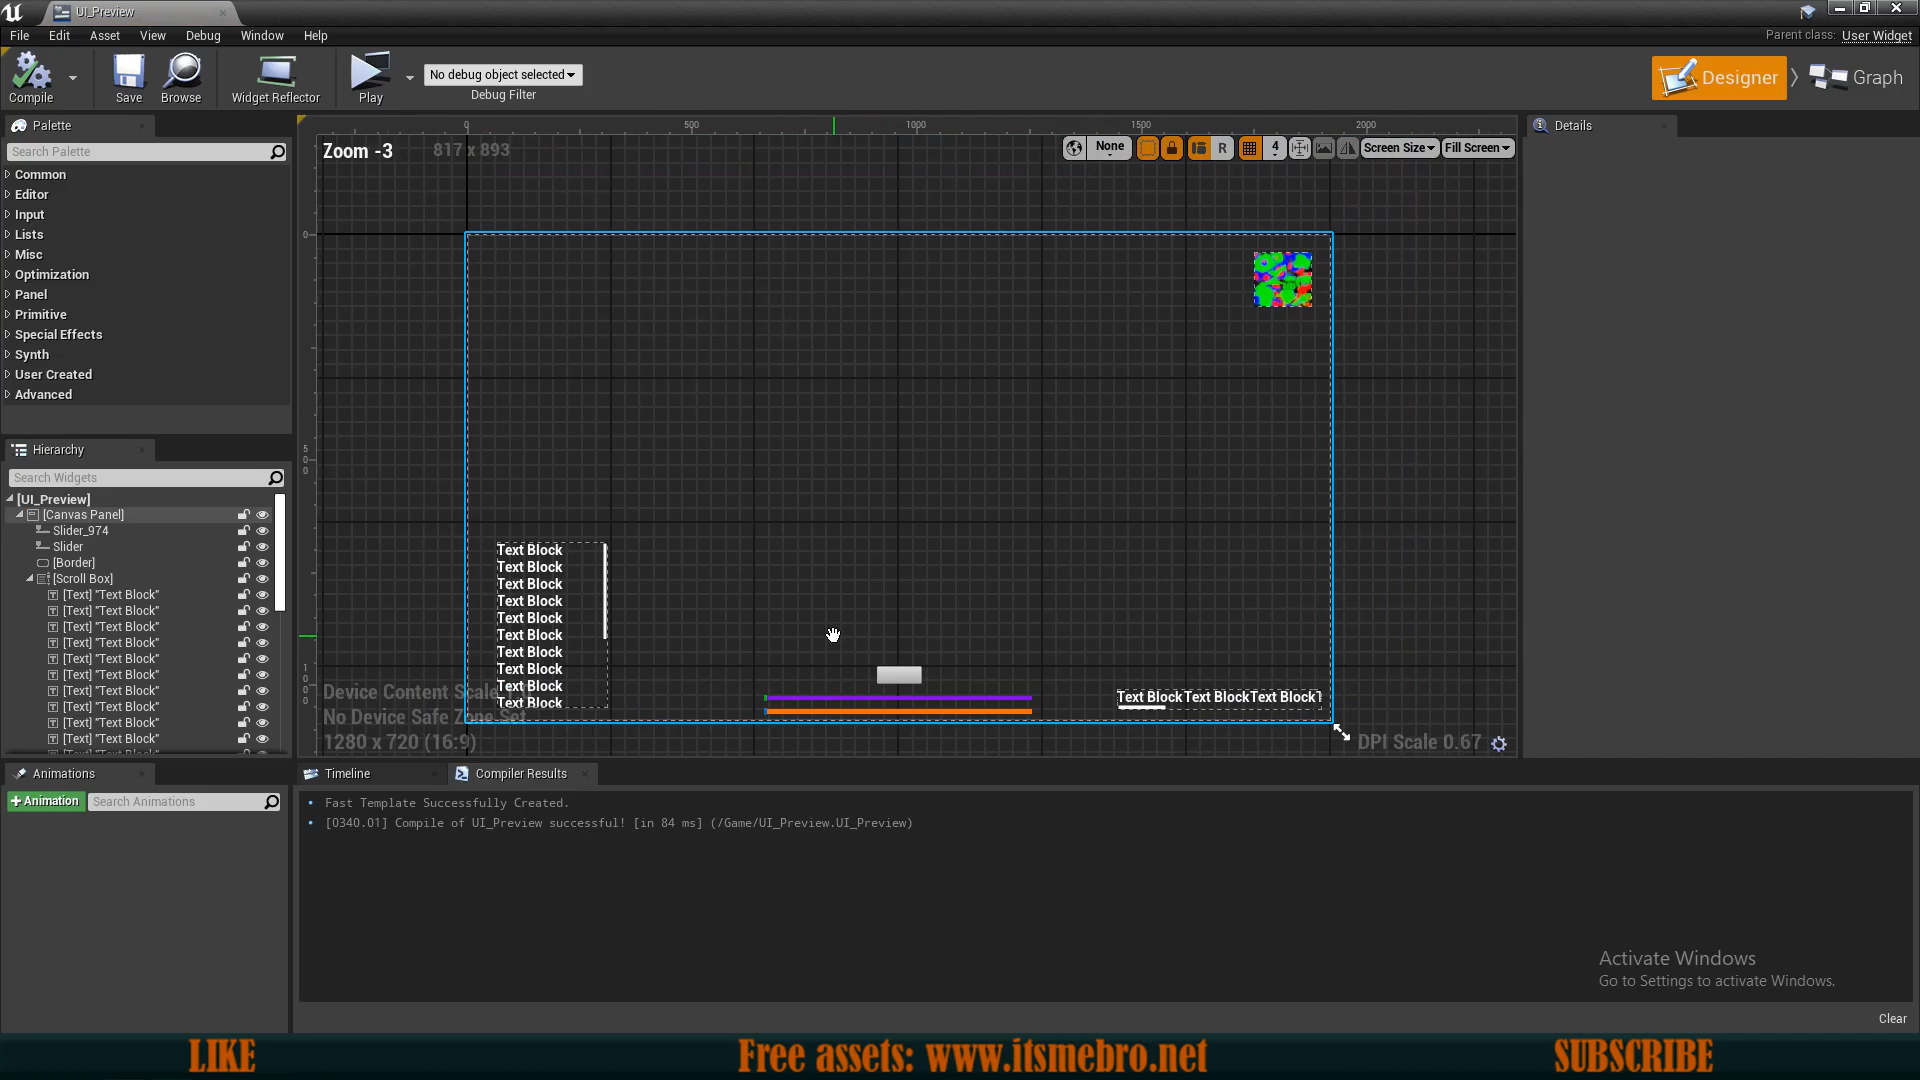 UI_Preview
File Edit Asset View Debug Window Help
Parent class: User Widget
Compile
Save
Browse
Widget Reflector
Play
No debug object selected
Debug Filter
Designer
Graph
Palette
Search Palette
Common
Editor
Input
Lists
Misc
Optimization
Panel
Primitive
Special Effects
Synth
User Created
Advanced
Hierarchy
Search Widgets
[UI_Preview]
[Canvas Panel]
Slider_974
Slider
[Border]
[Scroll Box]
[Text] "Text Block"
[Text] "Text Block"
[Text] "Text Block"
[Text] "Text Block"
[Text] "Text Block"
[Text] "Text Block"
[Text] "Text Block"
[Text] "Text Block"
[Text] "Text Block"
[Text] "Text Block"
[Text] "Text Block"
0 500 1000 1500 2000
Zoom -3
817 x 893
None
R
4
Screen Size
Fill Screen
0
Text Block
Text Block
Text Block
Text Block
Text Block
Text Block
Text Block
Text Block
Text Block
Text Block
Text BlockText BlockText Block
No Device Safe Zone Set
1280 x 720 (16:9)
DPI Scale 0.67
Details
Animations
+Animation
Search Animations
Timeline
Compiler Results
Fast Template Successfully Created.
[0340.01] Compile of UI_Preview successful! [in 84 ms] (/Game/UI_Preview.UI_Preview)
Activate Windows
Go to Settings to activate Windows.
Clear
LIKE
Free assets: www.itsmebro.net
SUBSCRIBE